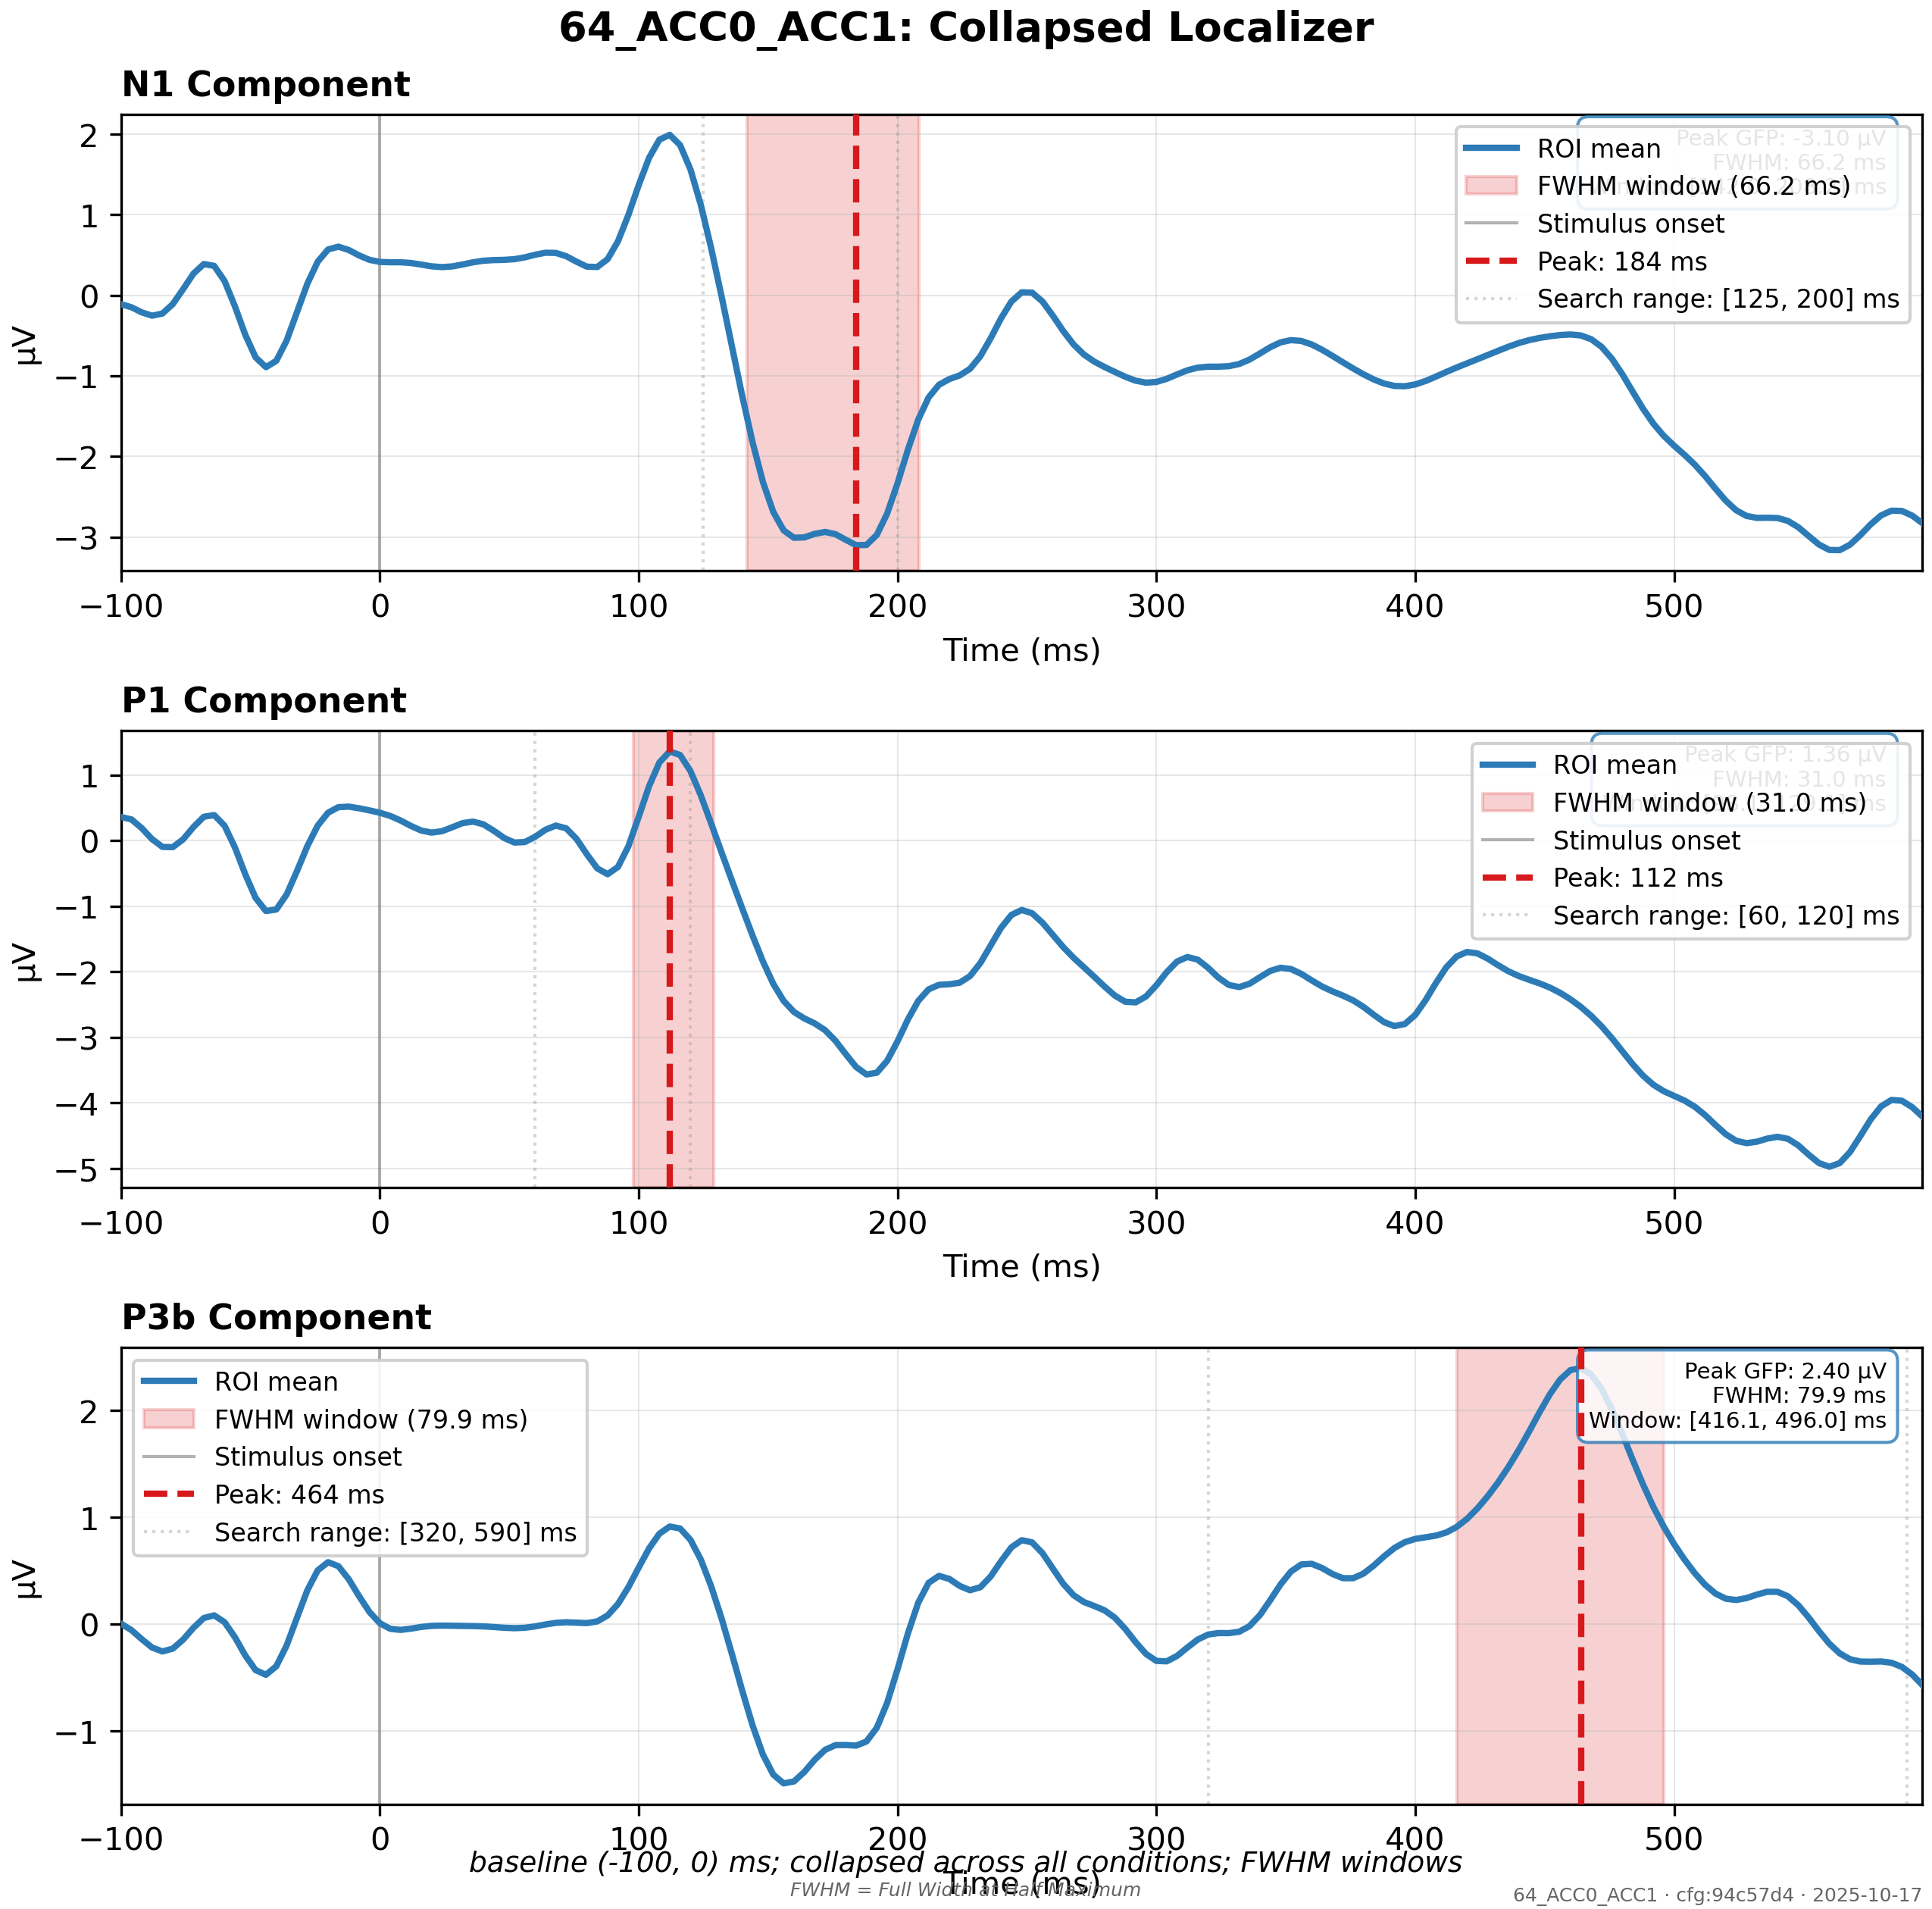 64_ACC0_ACC1: Collapsed Localizer
N1 Component
2
1
0
−1
−2
−3
µV
Peak GFP: -3.10 µV
FWHM: 66.2 ms
ms
ROI mean
FWHM window (66.2 ms)
Stimulus onset
Peak: 184 ms
Search range: [125, 200] ms
−100
0
100
200
300
400
500
Time (ms)
P1 Component
1
0
−1
−2
−3
−4
−5
µV
Peak GFP: 1.36 µV
FWHM: 31.0 ms
ms
ROI mean
FWHM window (31.0 ms)
Stimulus onset
Peak: 112 ms
Search range: [60, 120] ms
−100
0
100
200
300
400
500
Time (ms)
P3b Component
2
1
0
−1
µV
ROI mean
FWHM window (79.9 ms)
Stimulus onset
Peak: 464 ms
Search range: [320, 590] ms
Peak GFP: 2.40 µV
FWHM: 79.9 ms
Window: [416.1, 496.0] ms
−100
0
100
200
300
400
500
baseline (-100, 0) ms; collapsed across all conditions; FWHM windows
Time (ms)
FWHM = Full Width at Half Maximum
64_ACC0_ACC1 · cfg:94c57d4 · 2025-10-17